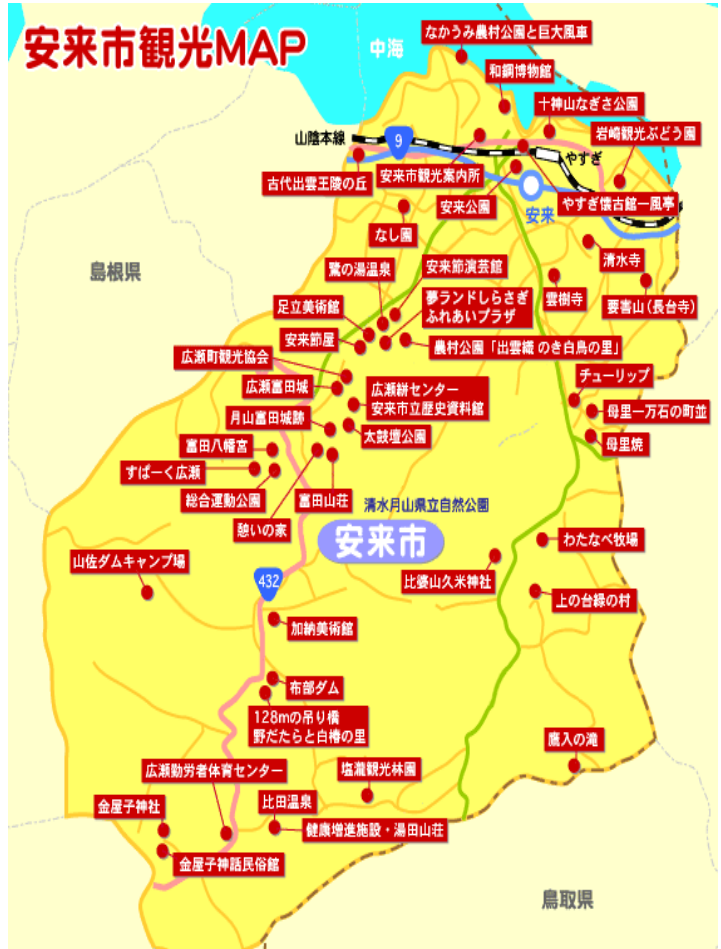 安来市観光MAP
中海
なかうみ農村公園と巨大風車
和鋼博物館
十神山なぎさ公園
山陰本線
9
岩崎観光ぶどう園
やすぎ
古代出雲王陵の丘
安来市観光案内所
安来公園
安来
やすぎ懐古館一風亭
なし園
清水寺
島根県
鷺の湯温泉
安来節演芸館
雲樹寺
要害山(長台寺)
足立美術館
夢ランドしらさぎ
ふれあいプラザ
安来節屋
農村公園「出雲織 のき白鳥の里」
広瀬町観光協会
チューリップ
広瀬富田城
広瀬絣センター
安来市立歴史資料館
母里一万石の町並
月山富田城跡
太鼓壇公園
母里焼
富田八幡宮
すぱーく広瀬
総合運動公園
富田山荘
憩いの家
清水月山県立自然公園
安来市
わたなべ牧場
山佐ダムキャンプ場
432
比婆山久米神社
上の台緑の村
加納美術館
布部ダム
128mの吊り橋
野だたらと白椿の里
鷹入の滝
広瀬勤労者体育センター
塩瀧観光林園
金屋子神社
比田温泉
健康増進施設・湯田山荘
金屋子神話民俗館
鳥取県